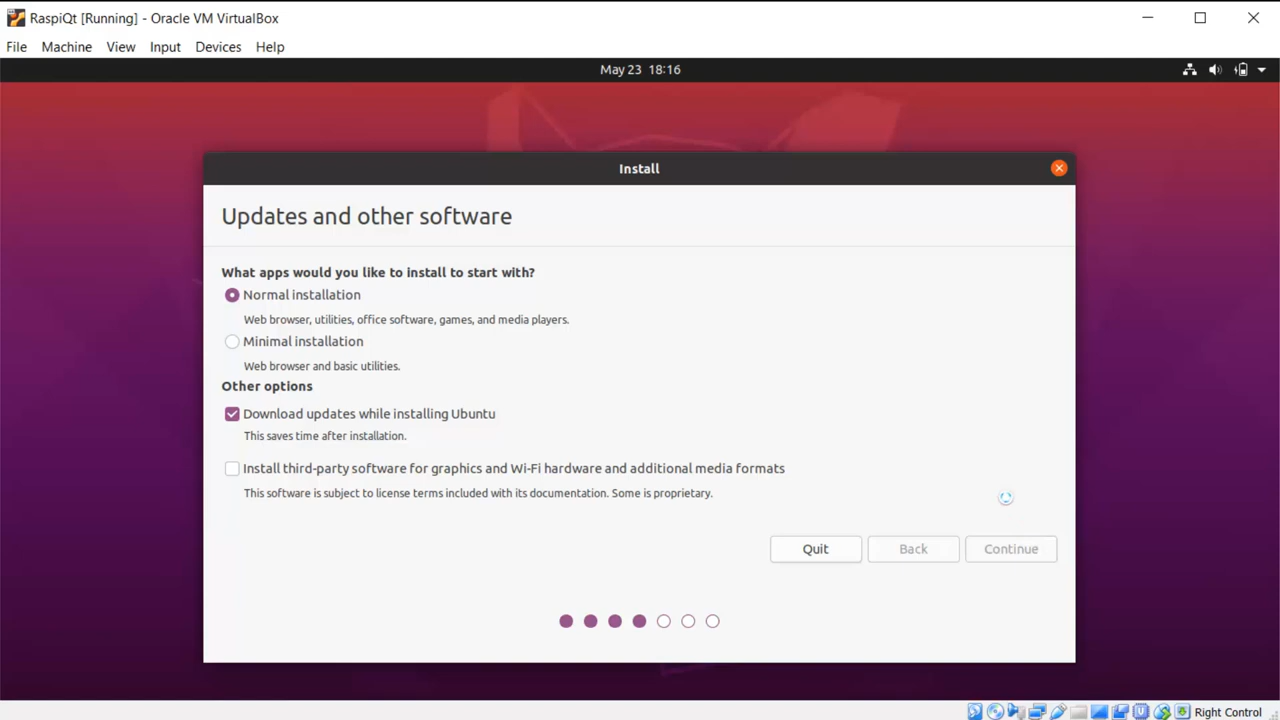 RaspiQt [Running] - Oracle VM VirtualBox
File Machine View Input Devices Help
May 23 18:16
Install
Updates and other software
What apps would you like to install to start with?
Normal installation
Web browser, utilities, office software, games, and media players.
Minimal installation
Web browser and basic utilities.
Other options
Download updates while installing Ubuntu
This saves time after installation.
Install third-party software for graphics and Wi-Fi hardware and additional media formats
This software is subject to license terms included with its documentation. Some is proprietary.
Quit Back Continue
Right Control